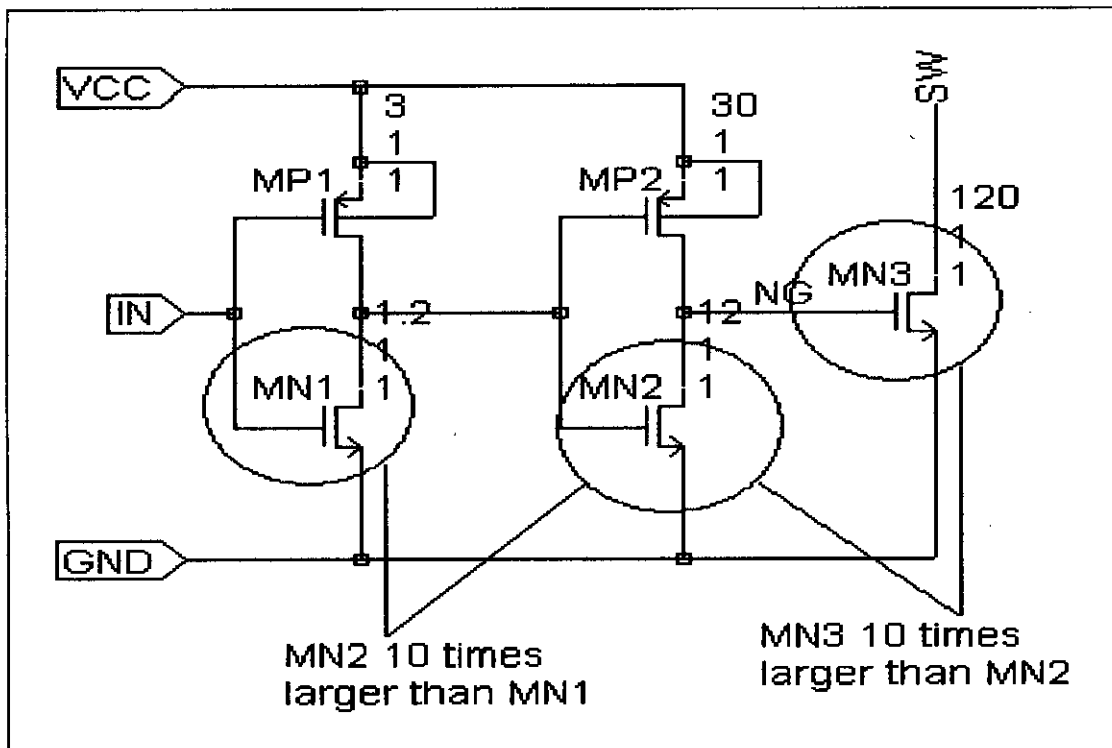 VCC
3
1
1
MP1
30
1
1
MP2
SW
120
1
1
MN3
IN
1.2
1
1
MN1
12
1
1
MN2
NG
GND
MN2 10 times
larger than MN1
MN3 10 times
larger than MN2